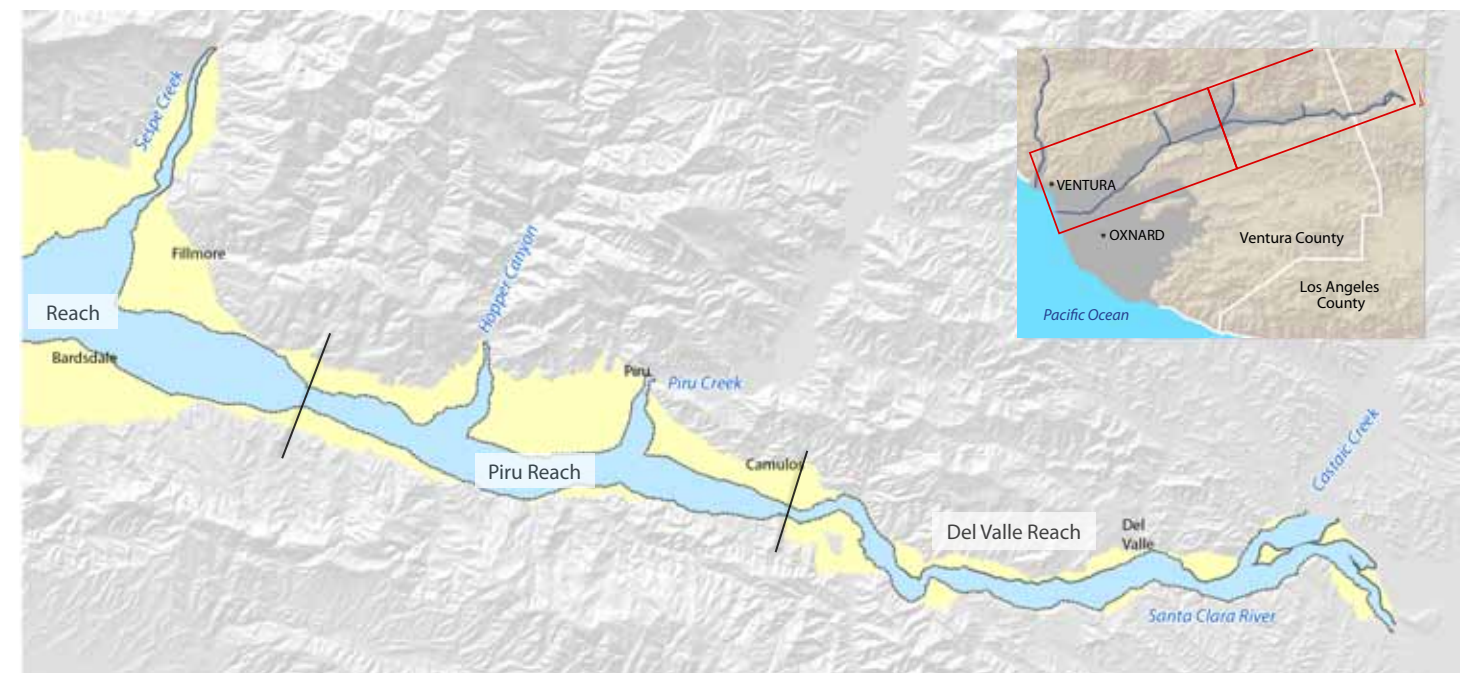 Sespe Creek
Fillmore
Reach
Bardsdale
Hopper Canyon
Piru
Piru Creek
Piru Reach
Camulos
Del Valle Reach
Del
Valle
Castaic Creek
Santa Clara River
VENTURA
OXNARD
Ventura County
Los Angeles
County
Pacific Ocean